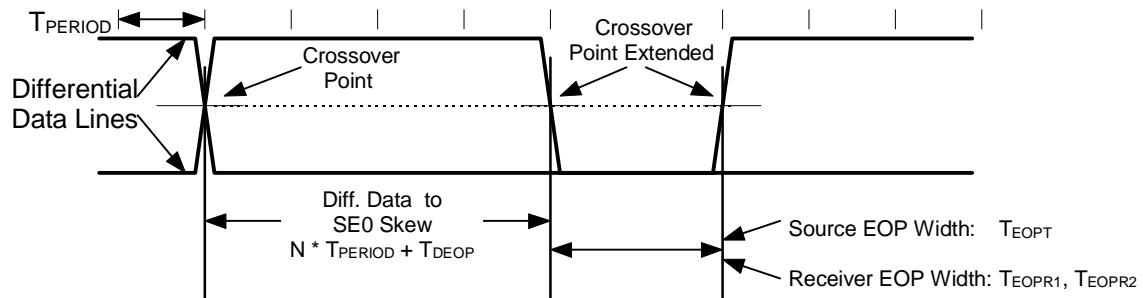 TPERIOD
Crossover
Point
Crossover
Point Extended
Differential
Data Lines
Diff. Data to
SE0 Skew
N * TPERIOD + TDEOP
Source EOP Width: TEOPT
Receiver EOP Width: TEOPR1, TEOPR2